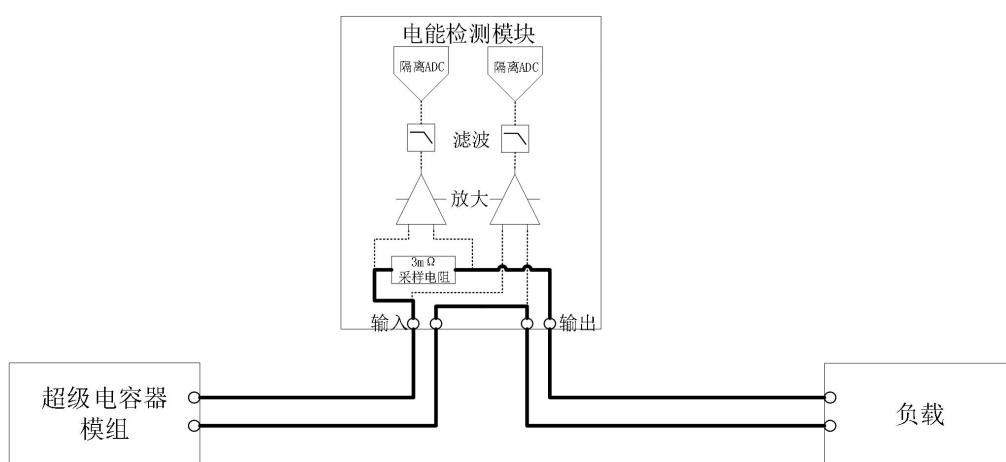 电能检测模块
隔离ADC
隔离ADC
滤波
放大
3mΩ
采样电阻
输入
输出
超级电容器
模组
负载